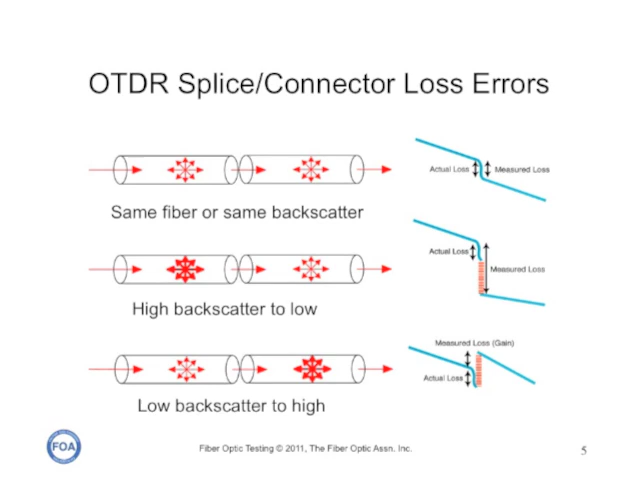 OTDR Splice/Connector Loss Errors
Actual Loss
Measured Loss
Same fiber or same backscatter
Actual Loss
Measured Loss
High backscatter to low
Measured Loss (Gain)
Actual Loss
Low backscatter to high
FOA
Fiber Optic Testing © 2011, The Fiber Optic Assn. Inc.
5